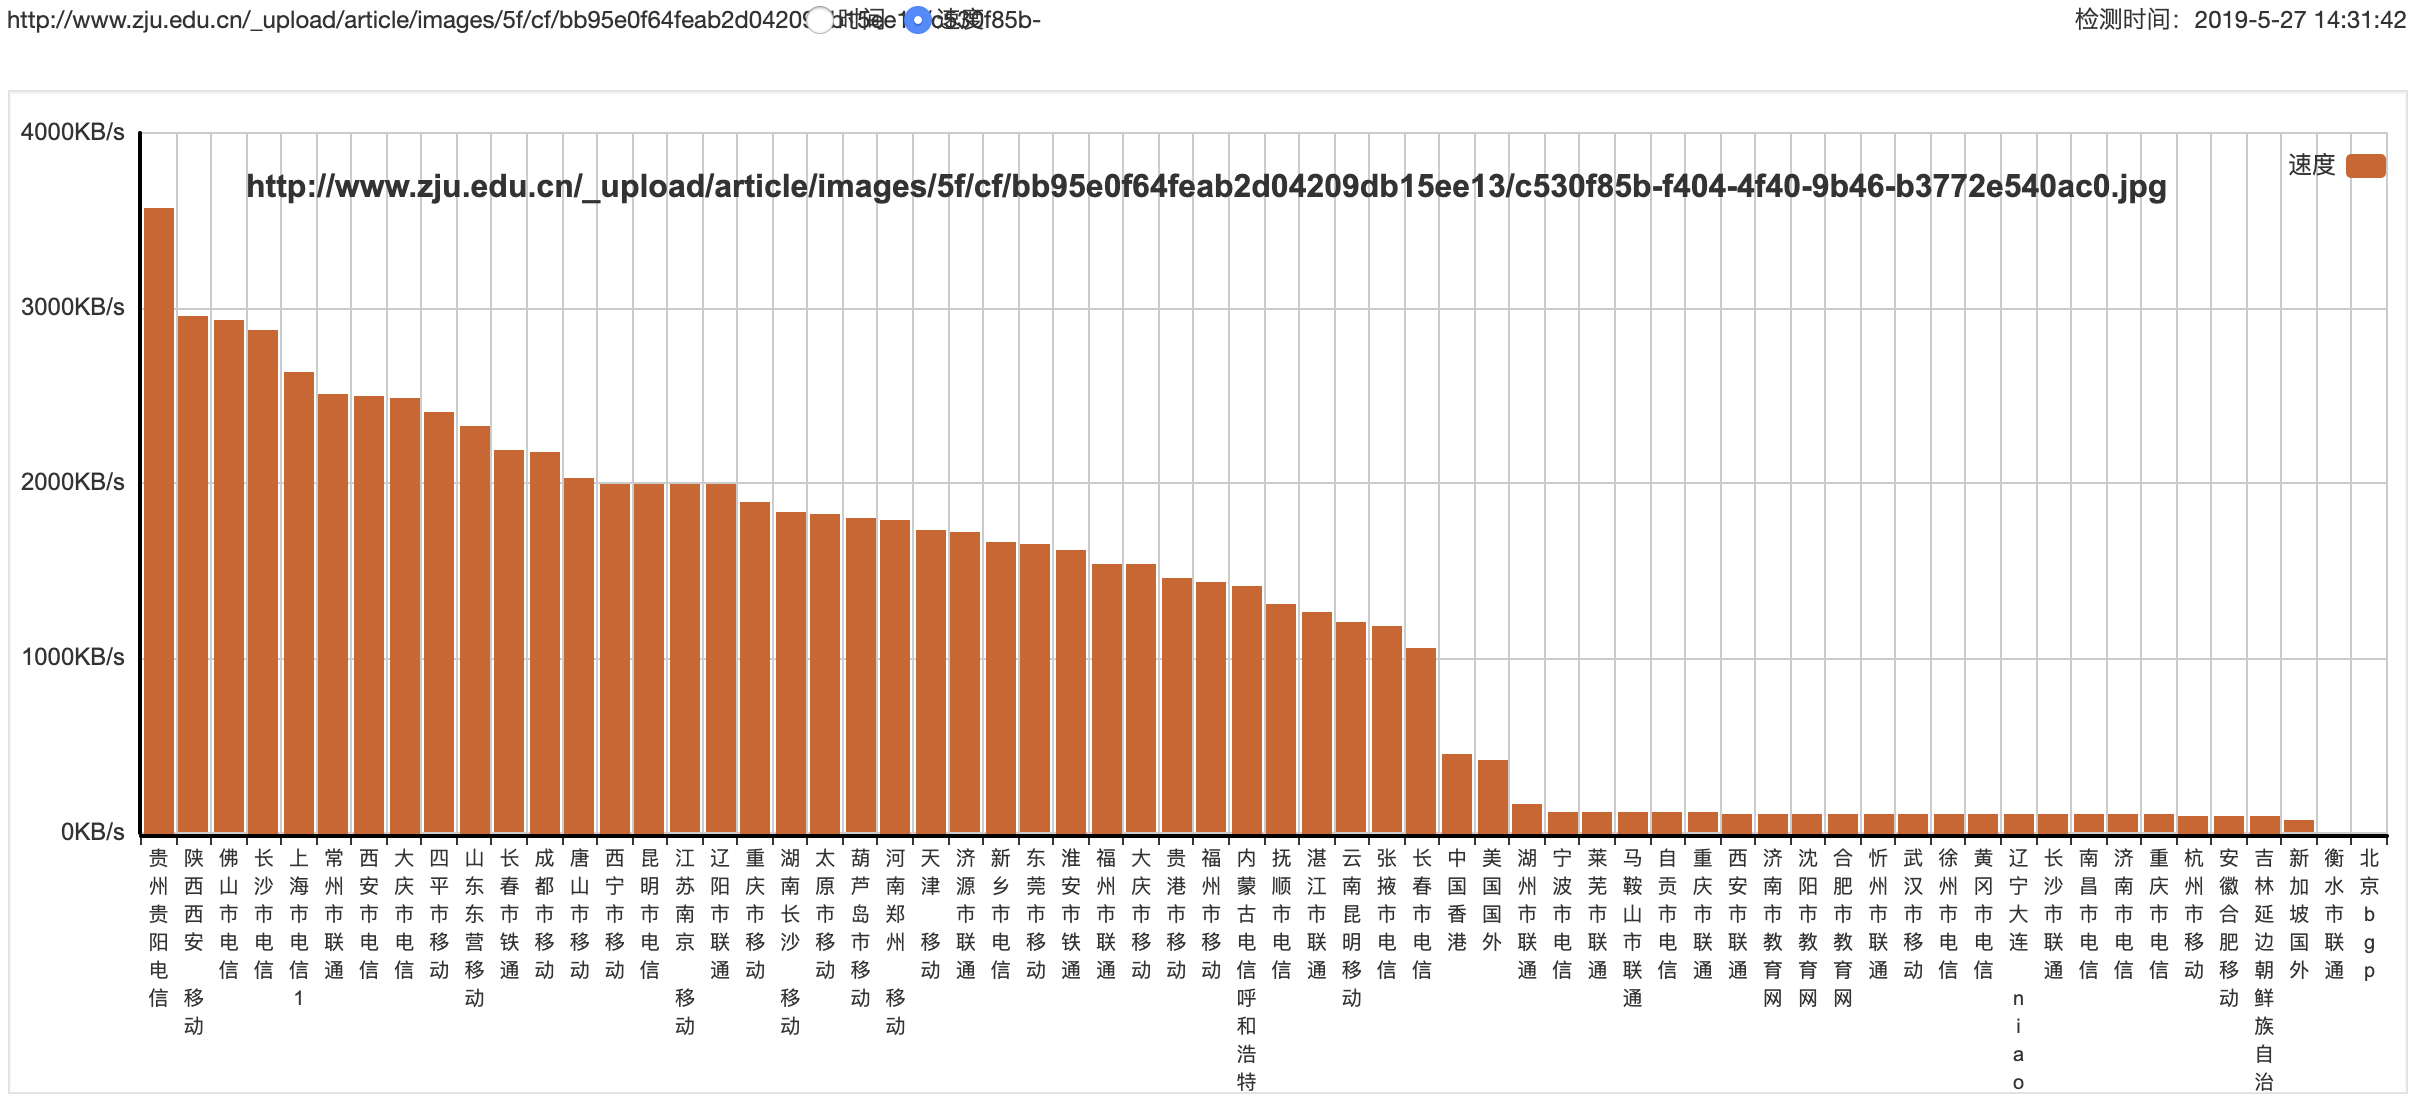 http://www.zju.edu.cn/_upload/article/images/5f/cf/bb95e0f64feab2d04209db15ee13/c530f85b-
时间 速度
检测时间：2019-5-27 14:31:42
http://www.zju.edu.cn/_upload/article/images/5f/cf/bb95e0f64feab2d04209db15ee13/c530f85b-f404-4f40-9b46-b3772e540ac0.jpg
速度
4000KB/s
3000KB/s
2000KB/s
1000KB/s
0KB/s
贵州贵阳电信
陕西西安 移动
佛山市电信
长沙市电信
上海市电信1
常州市联通
西安市电信
大庆市电信
四平市移动
山东东营移动
长春市铁通
成都市移动
唐山市移动
西宁市移动
昆明市电信
江苏南京 移动
辽阳市联通
重庆市移动
湖南长沙 移动
太原市移动
葫芦岛市移动
河南郑州 移动
天津 移动
济源市联通
新乡市电信
东莞市移动
淮安市铁通
福州市联通
大庆市移动
贵港市移动
福州市移动
内蒙古电信呼和浩特
抚顺市电信
湛江市联通
云南昆明移动
张掖市电信
长春市电信
中国香港
美国国外
湖州市联通
宁波市电信
莱芜市联通
马鞍山市联通
自贡市电信
重庆市联通
西安市联通
济南市教育网
沈阳市教育网
合肥市教育网
忻州市联通
武汉市移动
徐州市电信
黄冈市电信
辽宁大连 niao
长沙市联通
南昌市电信
济南市电信
重庆市电信
杭州市移动
安徽合肥移动
吉林延边朝鲜族自治
新加坡国外
衡水市联通
北京bgp